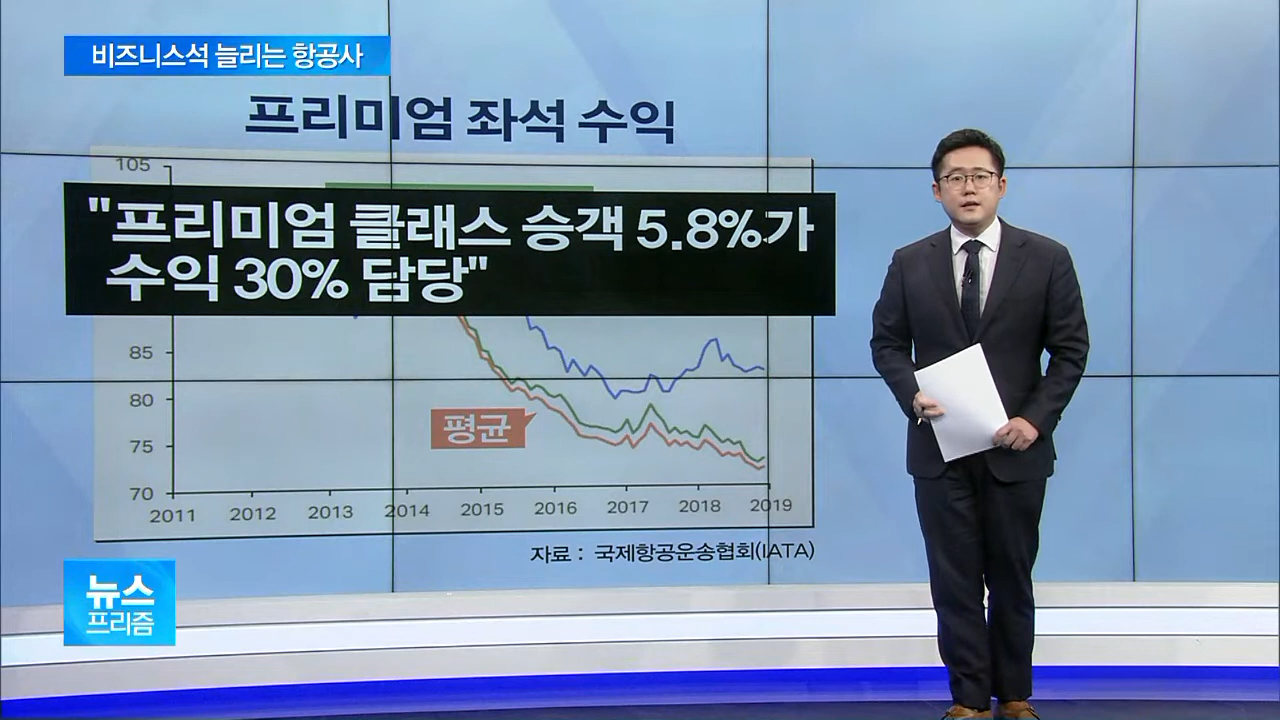 비즈니스석 늘리는 항공사
프리미엄 좌석 수익
105
"프리미엄 클래스 승객 5.8%가
수익 30% 담당"
85
80
평균
75
70
2011 2012 2013 2014 2015 2016 2017 2018 2019
자료 : 국제항공운송협회(IATA)
뉴스
프리즘